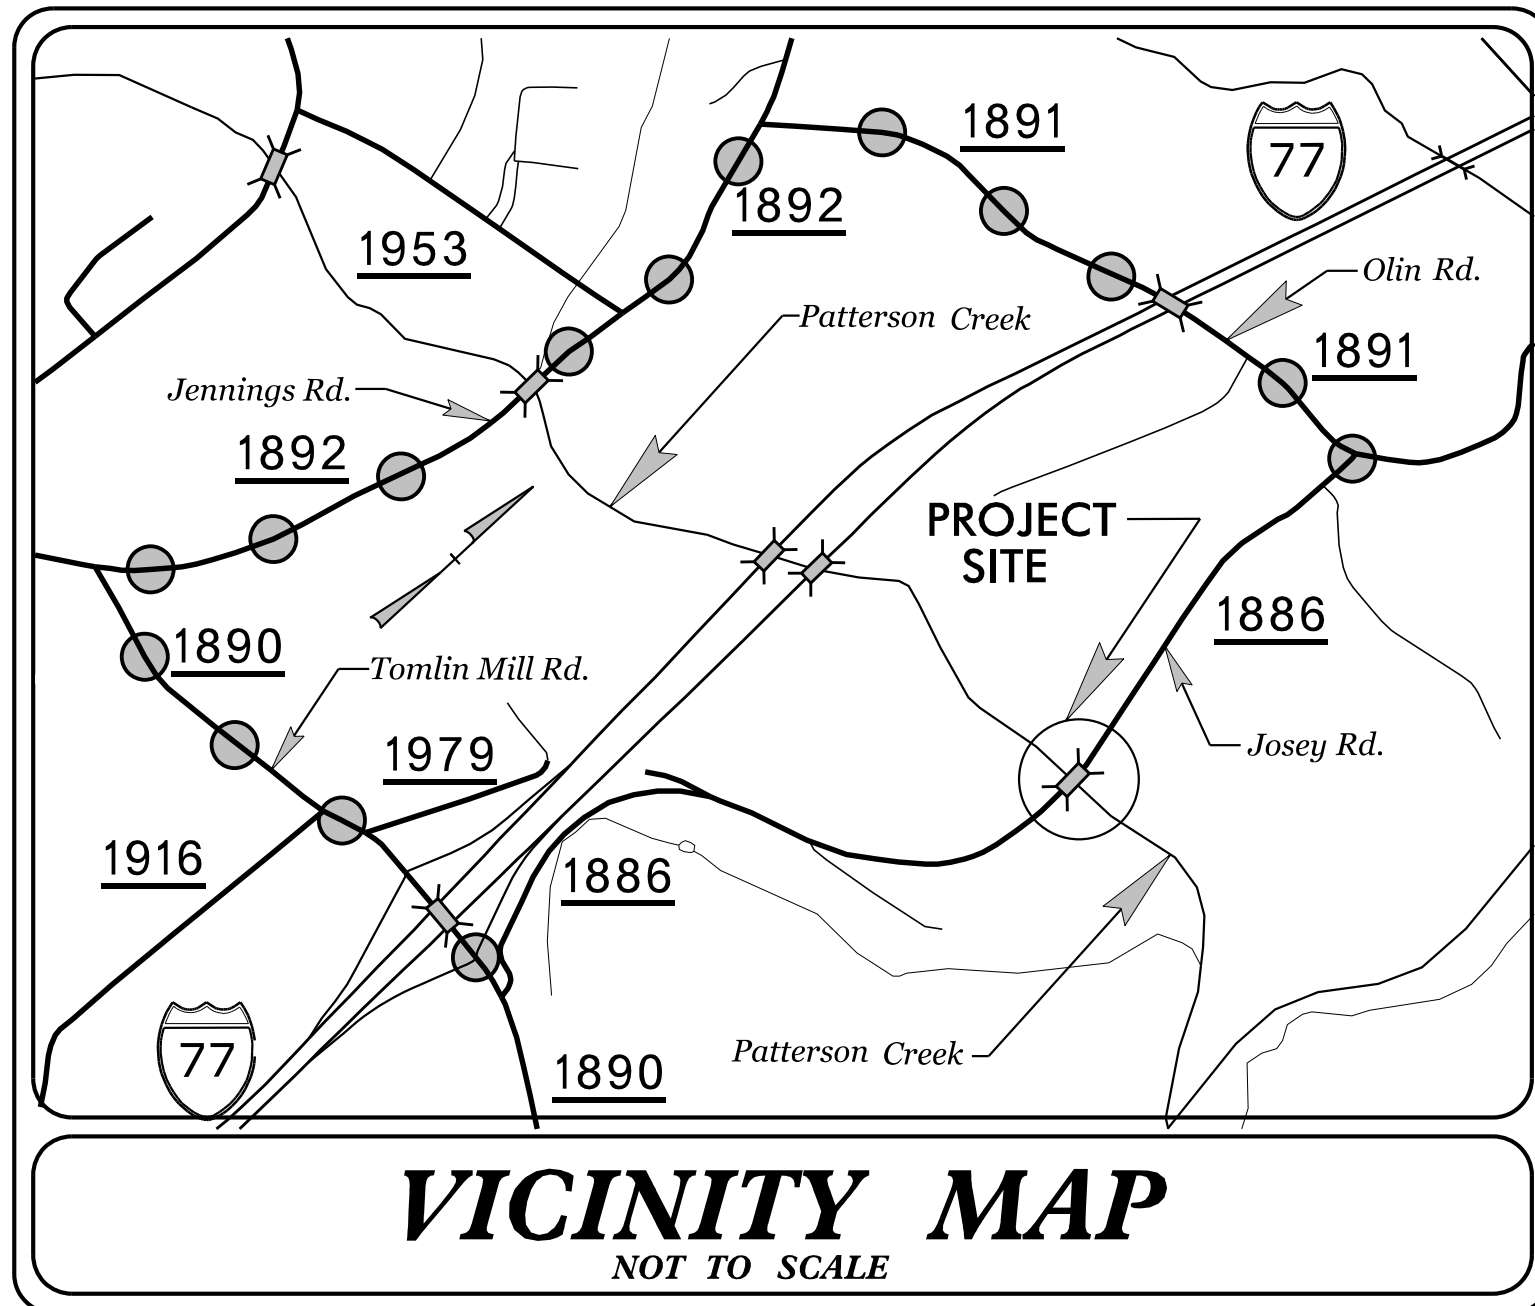 1891
77
1892
1953
Olin Rd.
Patterson Creek
1891
Jennings Rd.
1892
PROJECT
SITE
1886
1890
Tomlin Mill Rd.
Josey Rd.
1979
1916
1886
Patterson Creek
77
1890
VICINITY MAP
NOT TO SCALE